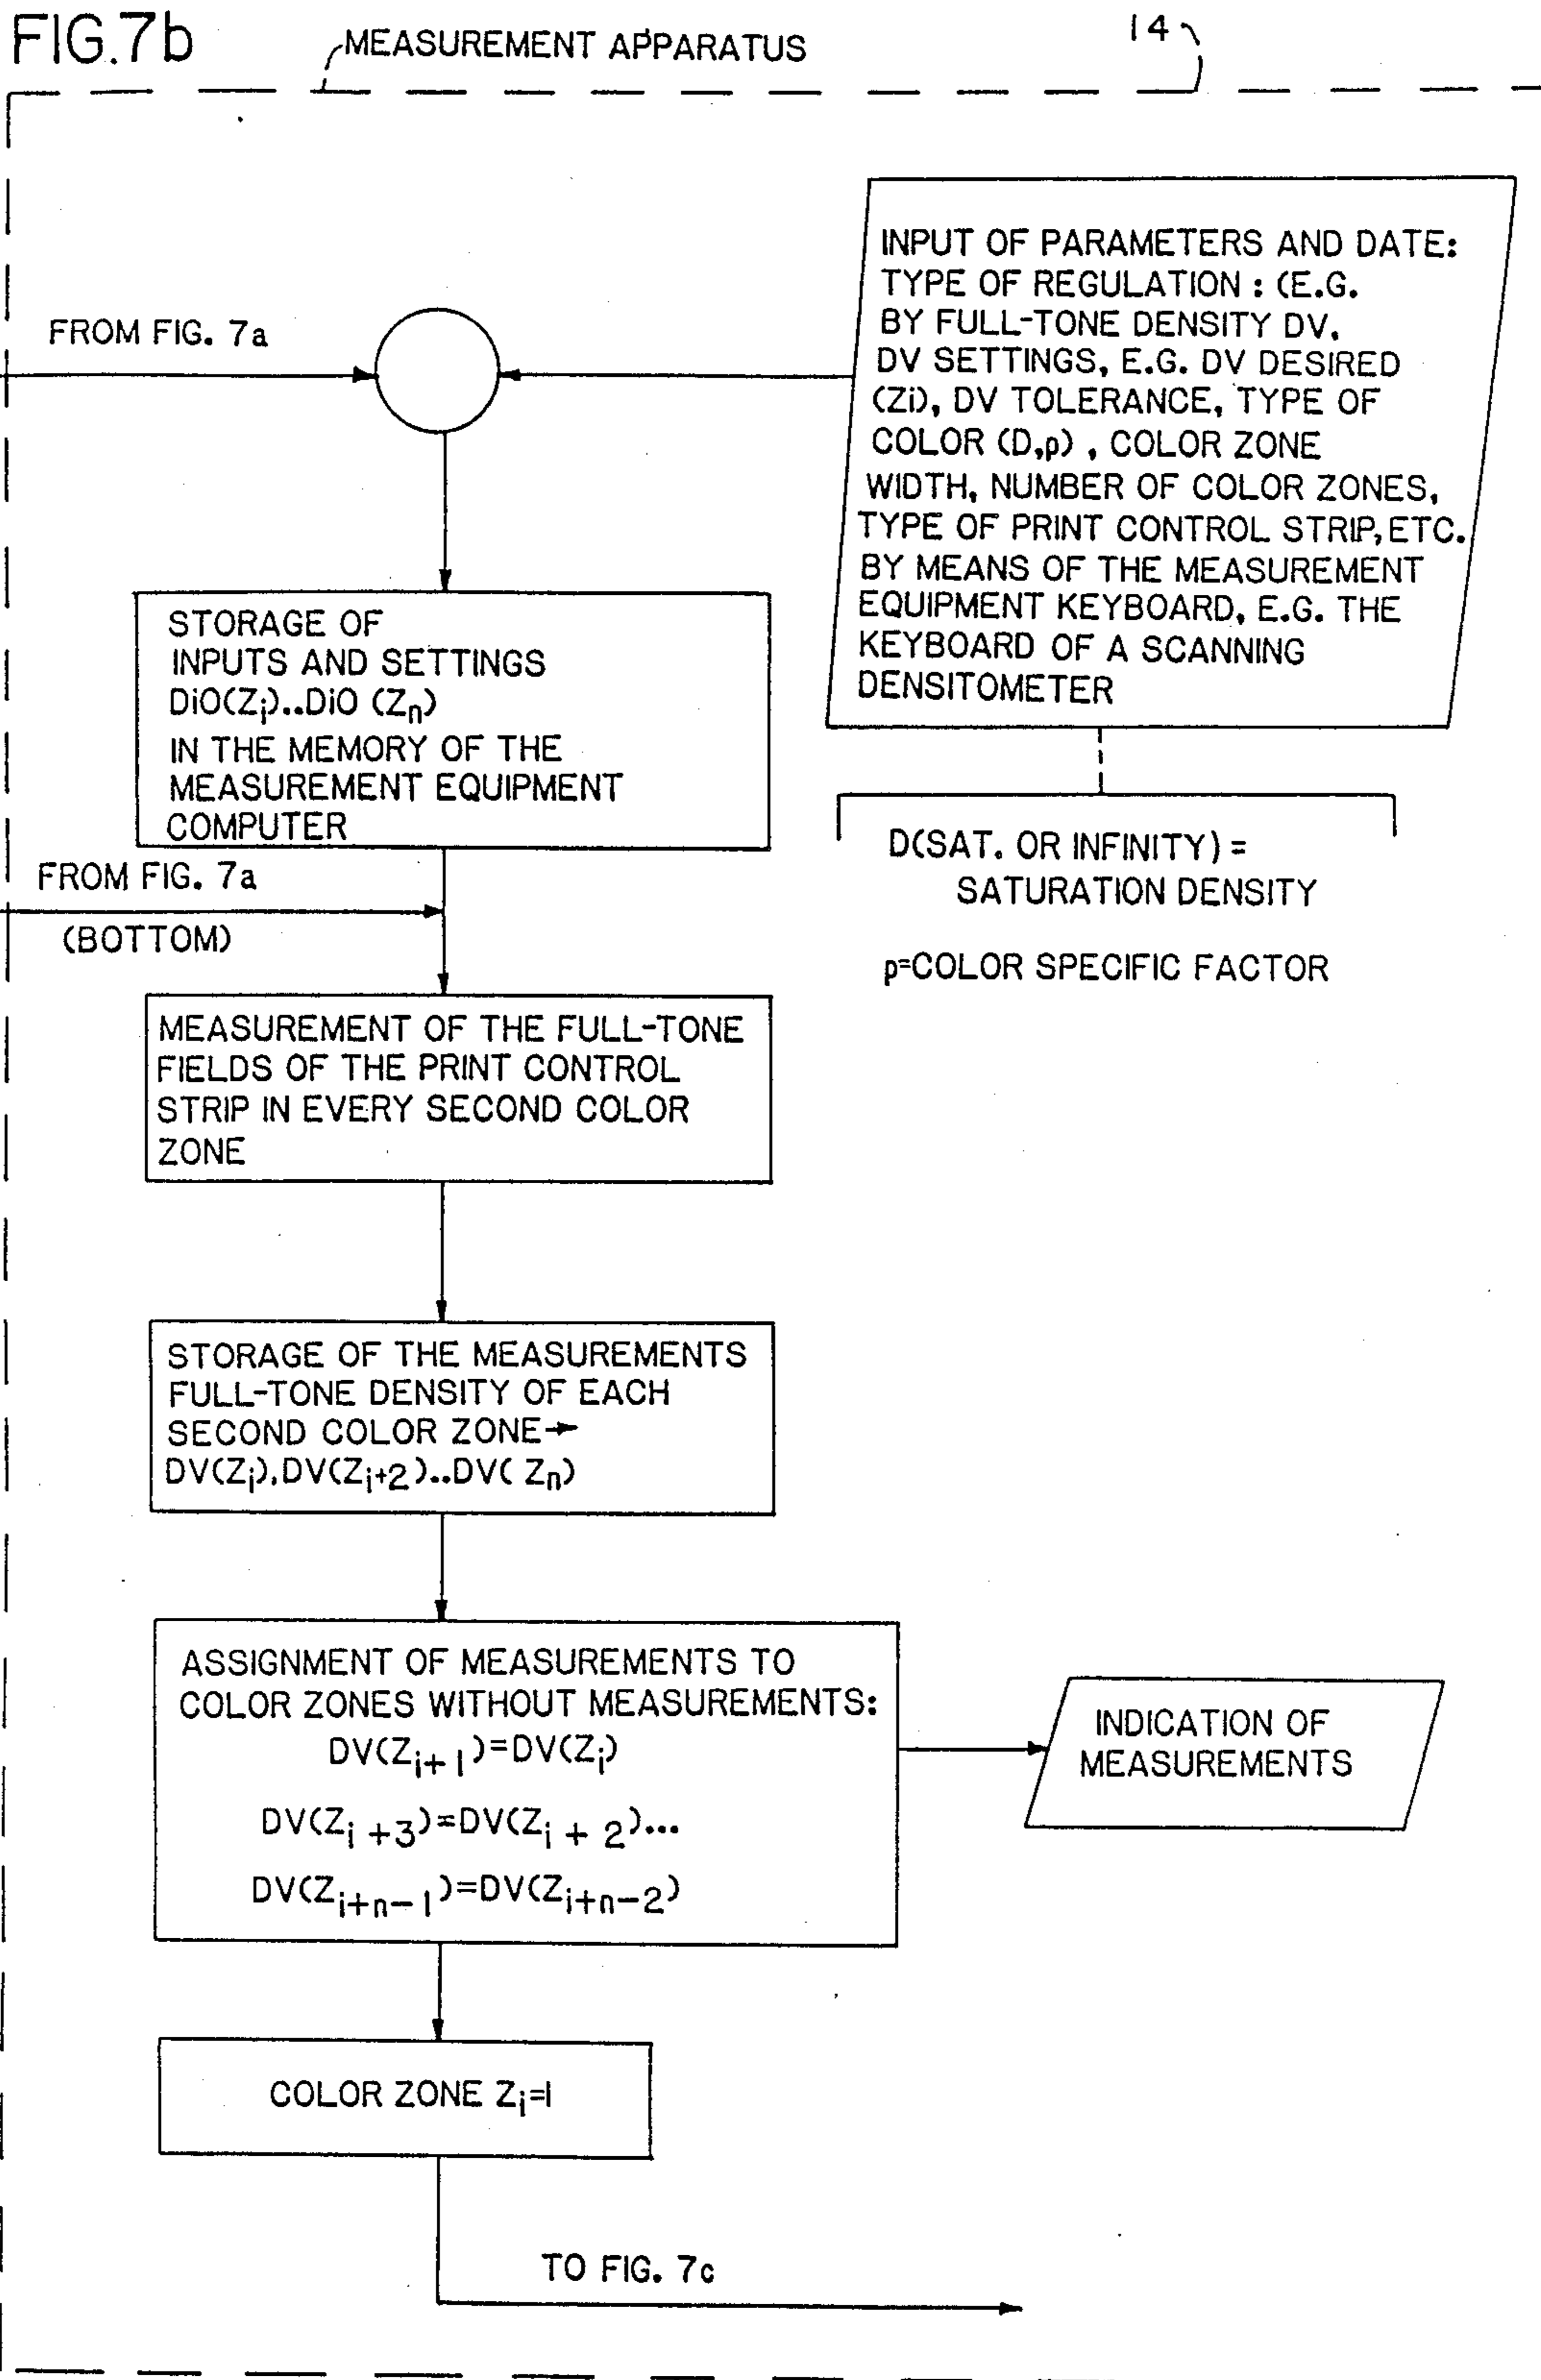 FIG.7b
MEASUREMENT APPARATUS
14
INPUT OF PARAMETERS AND DATE:
TYPE OF REGULATION : (E.G.
BY FULL-TONE DENSITY DV.
DV SETTINGS, E.G. DV DESIRED
(Zi), DV TOLERANCE, TYPE OF
COLOR (D,p) , COLOR ZONE
WIDTH, NUMBER OF COLOR ZONES,
TYPE OF PRINT CONTROL STRIP, ETC.
BY MEANS OF THE MEASUREMENT
EQUIPMENT KEYBOARD, E.G. THE
KEYBOARD OF A SCANNING
DENSITOMETER
FROM FIG. 7a
STORAGE OF
INPUTS AND SETTINGS
DiO(Zi)..DiO (Zn)
IN THE MEMORY OF THE
MEASUREMENT EQUIPMENT
COMPUTER
D(SAT. OR INFINITY) =
SATURATION DENSITY
p=COLOR SPECIFIC FACTOR
FROM FIG. 7a
(BOTTOM)
MEASUREMENT OF THE FULL-TONE
FIELDS OF THE PRINT CONTROL
STRIP IN EVERY SECOND COLOR
ZONE
STORAGE OF THE MEASUREMENTS
FULL-TONE DENSITY OF EACH
SECOND COLOR ZONE→
DV(Zi),DV(Zi+2)..DV( Zn)
ASSIGNMENT OF MEASUREMENTS TO
COLOR ZONES WITHOUT MEASUREMENTS:
DV(Zi+1)=DV(Zi)
DV(Zi +3)=DV(Zi + 2)...
DV(Zi+n-1)=DV(Zi+n-2)
INDICATION OF
MEASUREMENTS
COLOR ZONE Zi=1
TO FIG. 7c